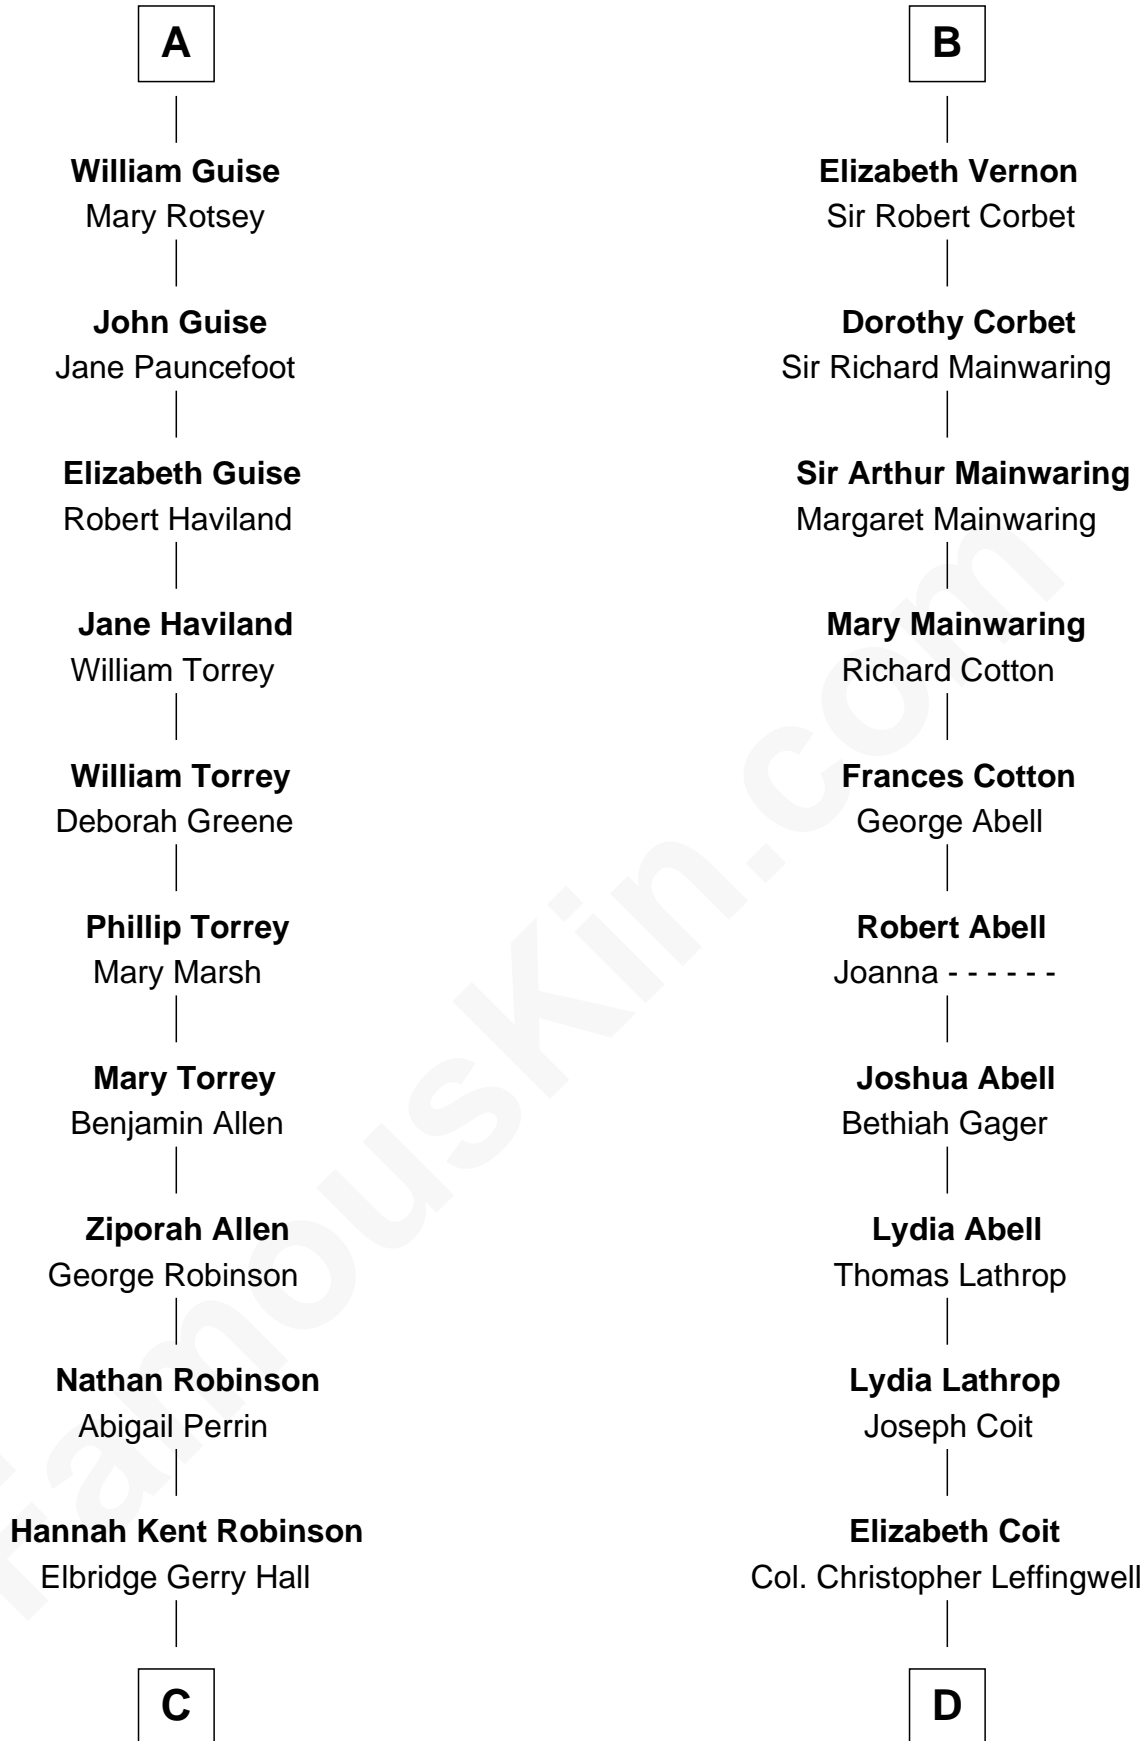 A
William Guise
Mary Rotsey
John Guise
Jane Pauncefoot
Elizabeth Guise
Robert Haviland
Jane Haviland
William Torrey
William Torrey
Deborah Greene
Phillip Torrey
Mary Marsh
Mary Torrey
Benjamin Allen
Ziporah Allen
George Robinson
Nathan Robinson
Abigail Perrin
Hannah Kent Robinson
Elbridge Gerry Hall
C
B
Elizabeth Vernon
Sir Robert Corbet
Dorothy Corbet
Sir Richard Mainwaring
Sir Arthur Mainwaring
Margaret Mainwaring
Mary Mainwaring
Richard Cotton
Frances Cotton
George Abell
Robert Abell
Joanna - - - - - -
Joshua Abell
Bethiah Gager
Lydia Abell
Thomas Lathrop
Lydia Lathrop
Joseph Coit
Elizabeth Coit
Col. Christopher Leffingwell
D
FamousKin.com